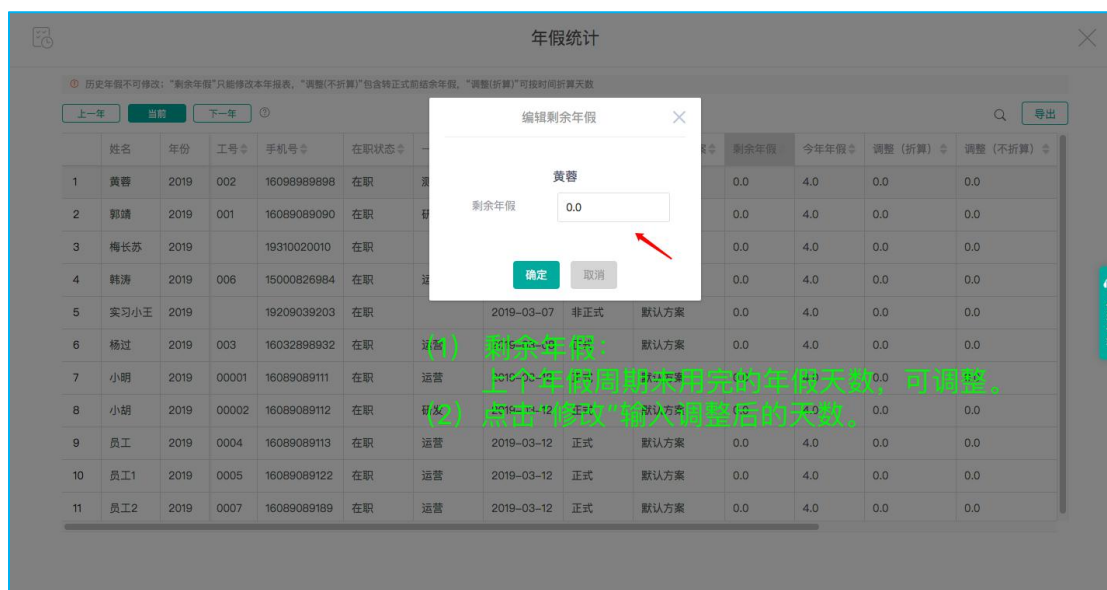 年假统计
历史年假不可修改；“剩余年假”只能修改本年报表，“调整(不折算)”包含转正式前结余年假，“调整(折算)”可按时间折算天数
上一年 当前 下一年 导出
编辑剩余年假
黄蓉
剩余年假 0.0
确定 取消
姓名 年份 工号 手机号 在职状态 剩余年假 今年年假 调整（折算） 调整（不折算）
1 黄蓉 2019 002 16098989898 在职 0.0 4.0 0.0 0.0
2 郭靖 2019 001 16089089090 在职 0.0 4.0 0.0 0.0
3 梅长苏 2019 19310020010 在职 0.0 4.0 0.0 0.0
4 韩涛 2019 006 15000826984 在职 0.0 4.0 0.0 0.0
5 实习小王 2019 19209039203 在职 2019-03-07 非正式 默认方案 0.0 4.0 0.0 0.0
6 杨过 2019 003 16032898932 在职 运营 默认方案 0.0 4.0 0.0 0.0
7 小明 2019 00001 16089089111 在职 运营 0.0 0.0
8 小胡 2019 00002 16089089112 在职 研发 2019-03-12 0.0 0.0
9 员工 2019 0004 16089089113 在职 运营 2019-03-12 正式 默认方案 0.0 4.0 0.0 0.0
10 员工1 2019 0005 16089089122 在职 运营 2019-03-12 正式 默认方案 0.0 4.0 0.0 0.0
11 员工2 2019 0007 16089089189 在职 运营 2019-03-12 正式 默认方案 0.0 4.0 0.0 0.0
(1) 剩余年假：
上个年假周期未用完的年假天数，可调整。
(2) 点击“修改”输入调整后的天数。